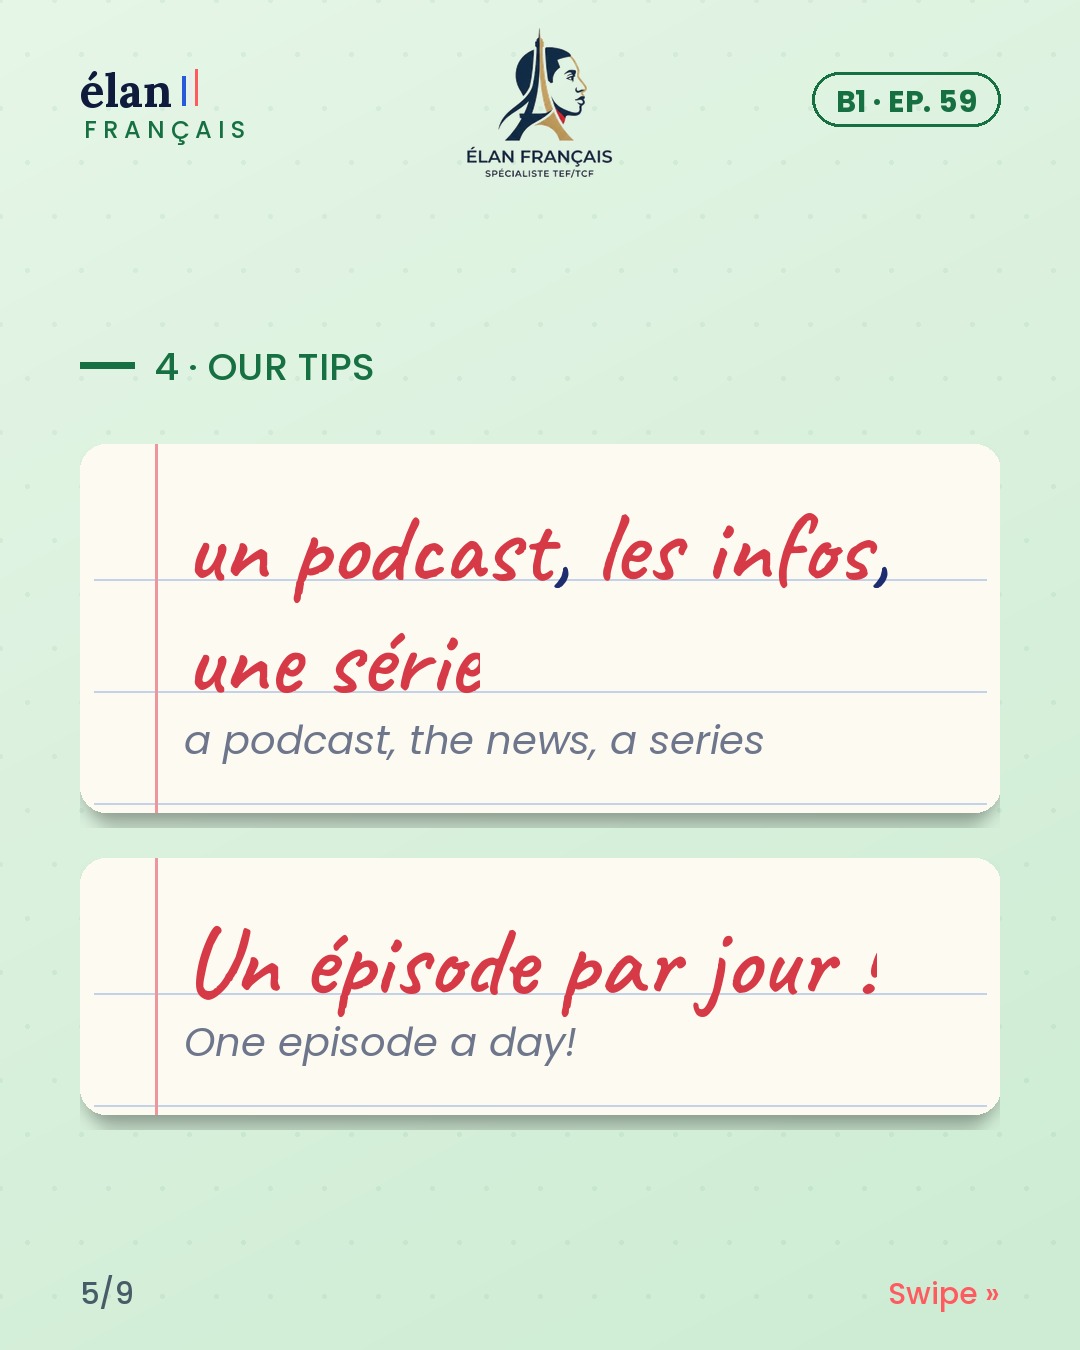 élan
FRANÇAIS
ÉLAN FRANÇAIS
SPÉCIALISTE TEF/TCF
B1 · EP. 59
4 · OUR TIPS
un podcast, les infos,
une série
a podcast, the news, a series
Un épisode par jour !
One episode a day!
5/9
Swipe »